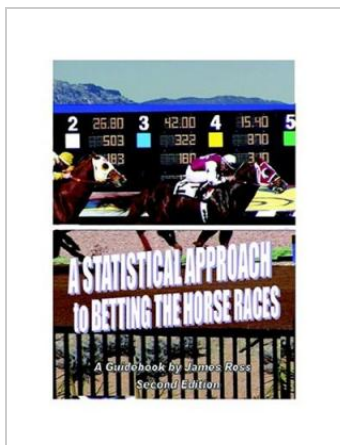 2 26.80 3 42.00 4 15.40 5
503 322 870
183 180 340
A STATISTICAL APPROACH
to BETTING THE HORSE RACES
A Guidebook by James Ross
Second Edition